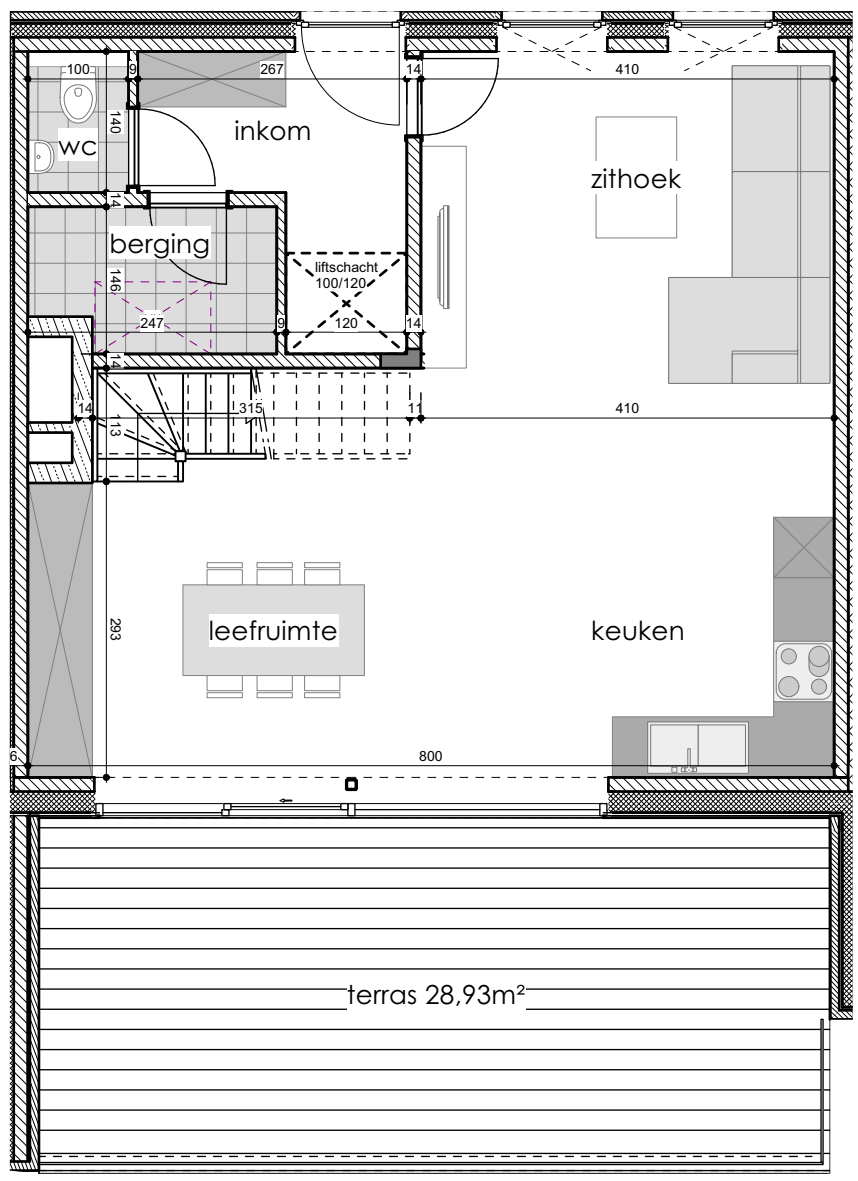 100
9
267
14
410
140
wc
inkom
zithoek
14
berging
liftschacht
100/120
146
247
9
120
14
14
14
315
11
410
113
293
leefruimte
keuken
6
800
terras 28,93m²